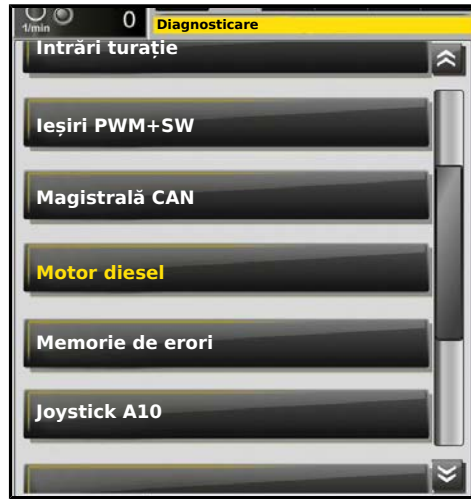 1/min 0 Diagnosticare
Intrări turație
Ieșiri PWM+SW
Magistrală CAN
Motor diesel
Memorie de erori
Joystick A10